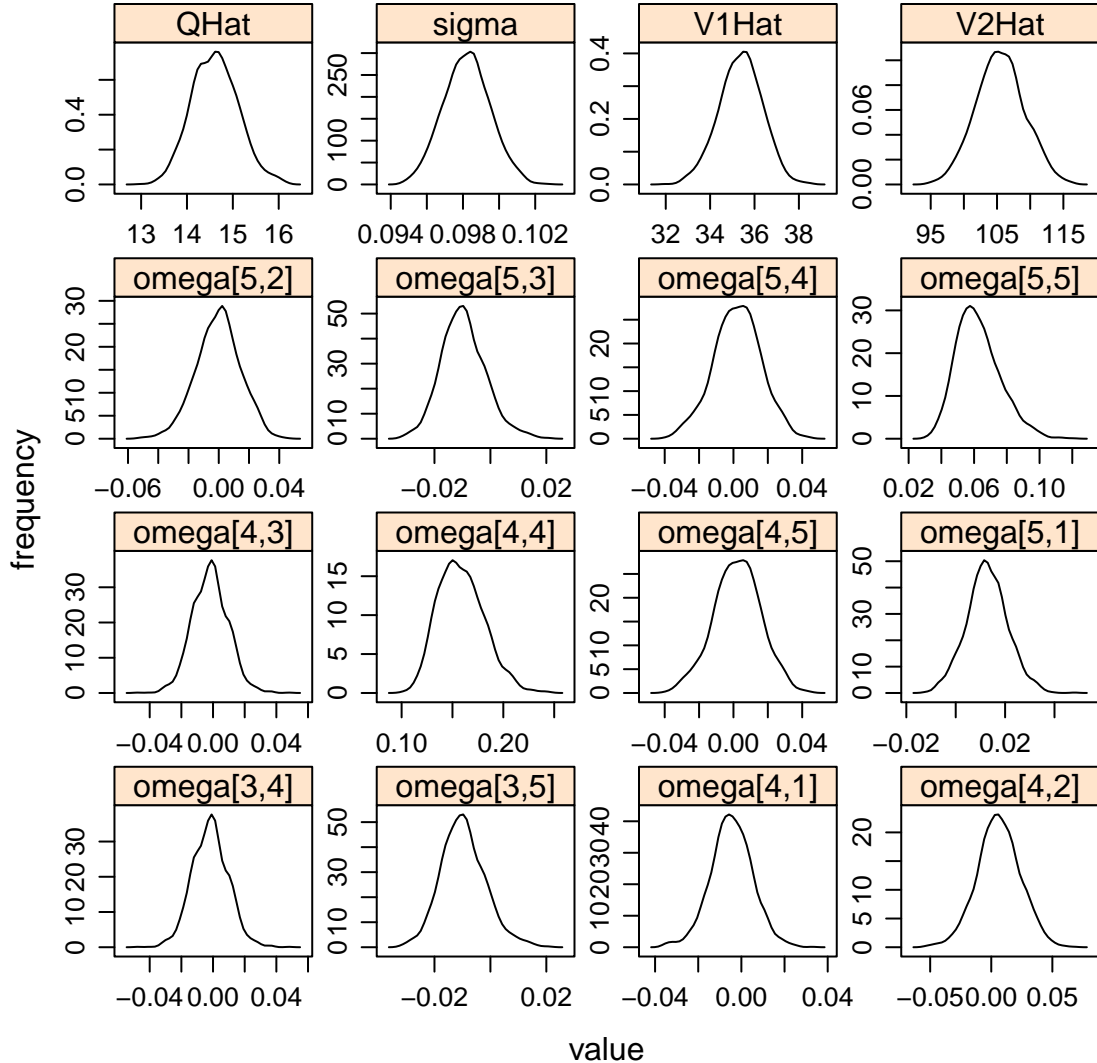 QHat sigma V1Hat V2Hat
0.0 0.4
0 100 250
0.0 0.2 0.4
0.00 0.06
13 14 15 16 0.094 0.098 0.102 32 34 36 38 95 105 115
omega[5,2] omega[5,3] omega[5,4] omega[5,5]
0 5 10 20 30
0 10 30 50
0 5 10 20
0 10 20 30
−0.06 0.00 0.04 −0.02 0.02 −0.04 0.00 0.04 0.02 0.06 0.10
frequency
omega[4,3] omega[4,4] omega[4,5] omega[5,1]
0 10 20 30
0 5 10 15
0 5 10 20
0 10 30 50
−0.04 0.00 0.04 0.10 0.20 −0.04 0.00 0.04 −0.02 0.02
omega[3,4] omega[3,5] omega[4,1] omega[4,2]
0 10 20 30
0 10 30 50
0 10 20 30 40
0 5 10 20
−0.04 0.00 0.04 −0.02 0.02 −0.04 0.00 0.04 −0.05 0.00 0.05
value